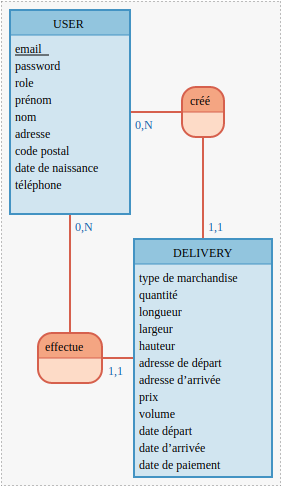 USER
email
password
role
prénom
nom
adresse
code postal
date de naissance
téléphone
créé
0,N
0,N
1,1
DELIVERY
type de marchandise
quantité
longueur
largeur
hauteur
adresse de départ
adresse d’arrivée
prix
volume
date départ
date d’arrivée
date de paiement
effectue
1,1